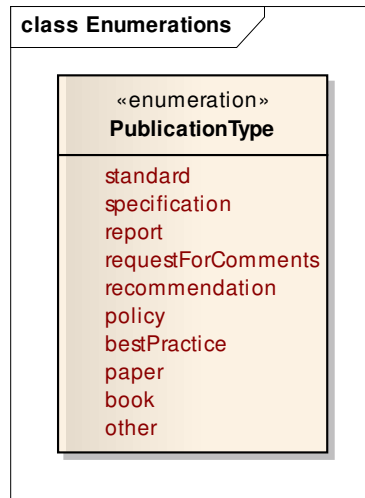 class Enumerations
«enumeration»
PublicationType
standard
specification
report
requestForComments
recommendation
policy
bestPractice
paper
book
other